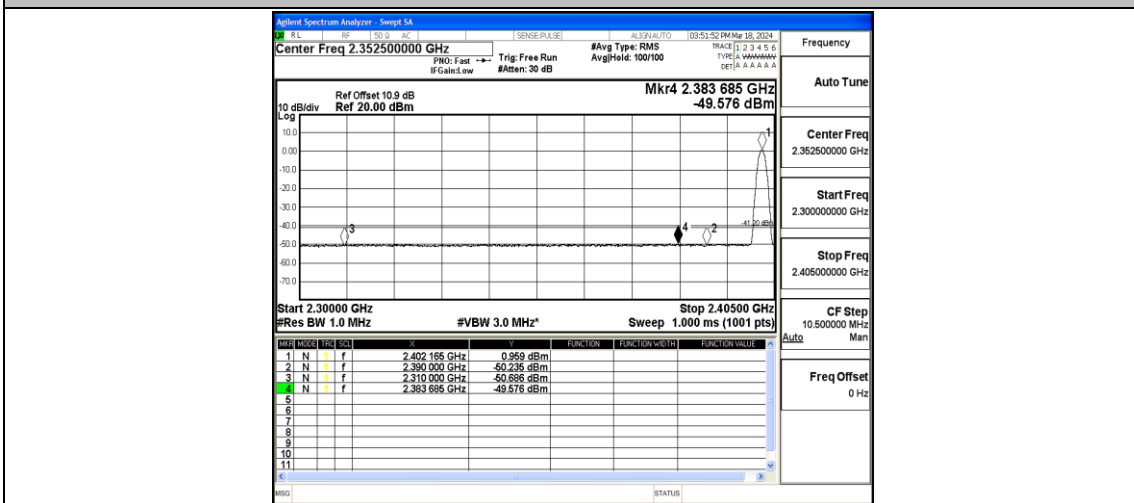 Agilent Spectrum Analyzer - Swept SA
RL RF 50 Ω AC SENSE:PULSE ALIGN AUTO 03:51:52 PM Mar 18, 2024
Center Freq 2.352500000 GHz
PNO: Fast
IFGain:Low
Trig: Free Run
#Atten: 30 dB
#Avg Type: RMS
Avg|Hold: 100/100
TRACE 1 2 3 4 5 6
TYPE A WWWWW
DET A A A A A A
Frequency
Auto Tune
Center Freq
2.352500000 GHz
Start Freq
2.300000000 GHz
Stop Freq
2.405000000 GHz
CF Step
10.500000 MHz
Auto Man
Freq Offset
0 Hz
Mkr4 2.383 685 GHz
-49.576 dBm
Ref Offset 10.9 dB
10 dB/div Ref 20.00 dBm
Log
10.0
0.00
-10.0
-20.0
-30.0
-40.0
-50.0
-60.0
-70.0
1
-41.20 dBm
3
4
2
Start 2.30000 GHz Stop 2.40500 GHz
#Res BW 1.0 MHz #VBW 3.0 MHz* Sweep 1.000 ms (1001 pts)
MKR MODE TRC SCL X Y FUNCTION FUNCTION WIDTH FUNCTION VALUE
1 N 1 f 2.402 165 GHz 0.959 dBm
2 N 1 f 2.390 000 GHz -50.235 dBm
3 N 1 f 2.310 000 GHz -50.686 dBm
4 N 1 f 2.383 685 GHz -49.576 dBm
5
6
7
8
9
10
11
MSG STATUS